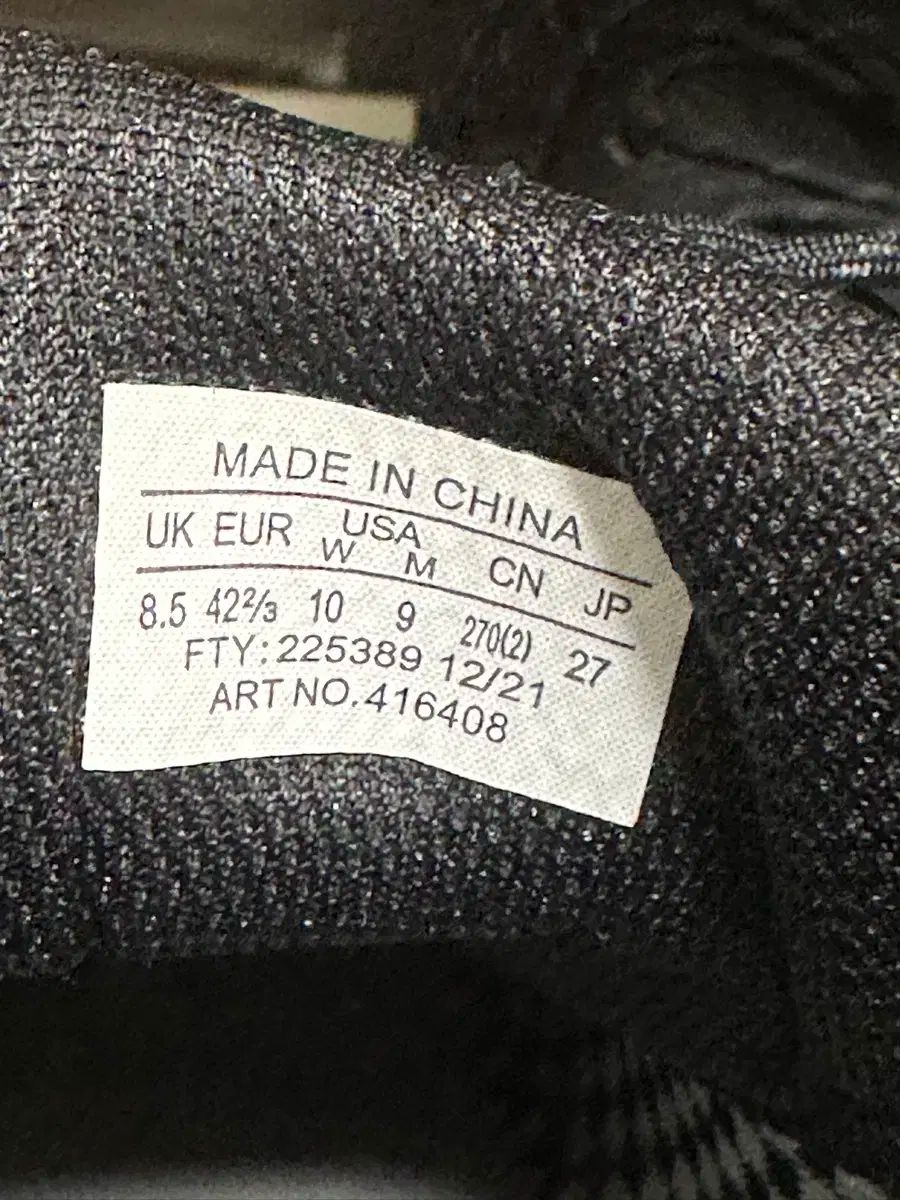 MADE IN CHINA
UK EUR USA CN JP
W M
8.5 42⅔ 10 9 270(2) 27
FTY:225389 12/21
ART NO.416408